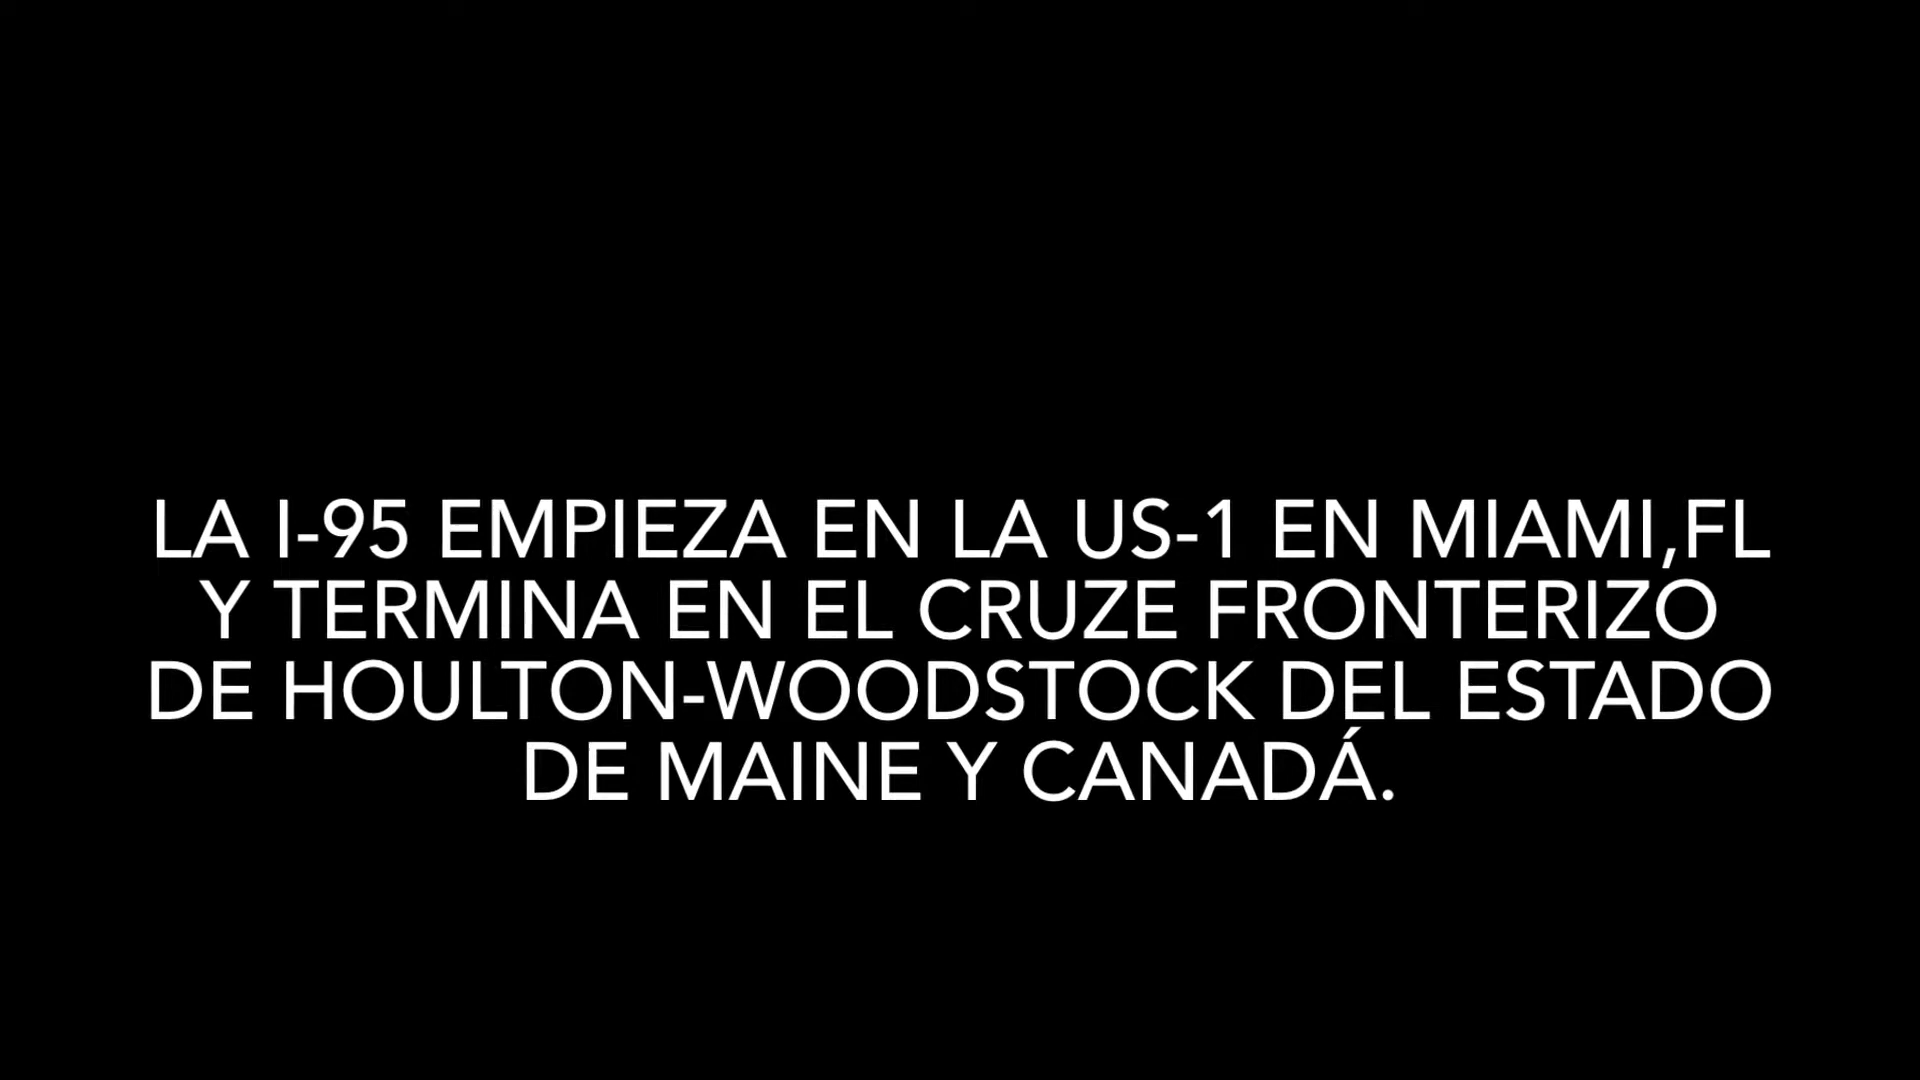 LA I-95 EMPIEZA EN LA US-1 EN MIAMI,FL
Y TERMINA EN EL CRUZE FRONTERIZO
DE HOULTON-WOODSTOCK DEL ESTADO
DE MAINE Y CANADÁ.